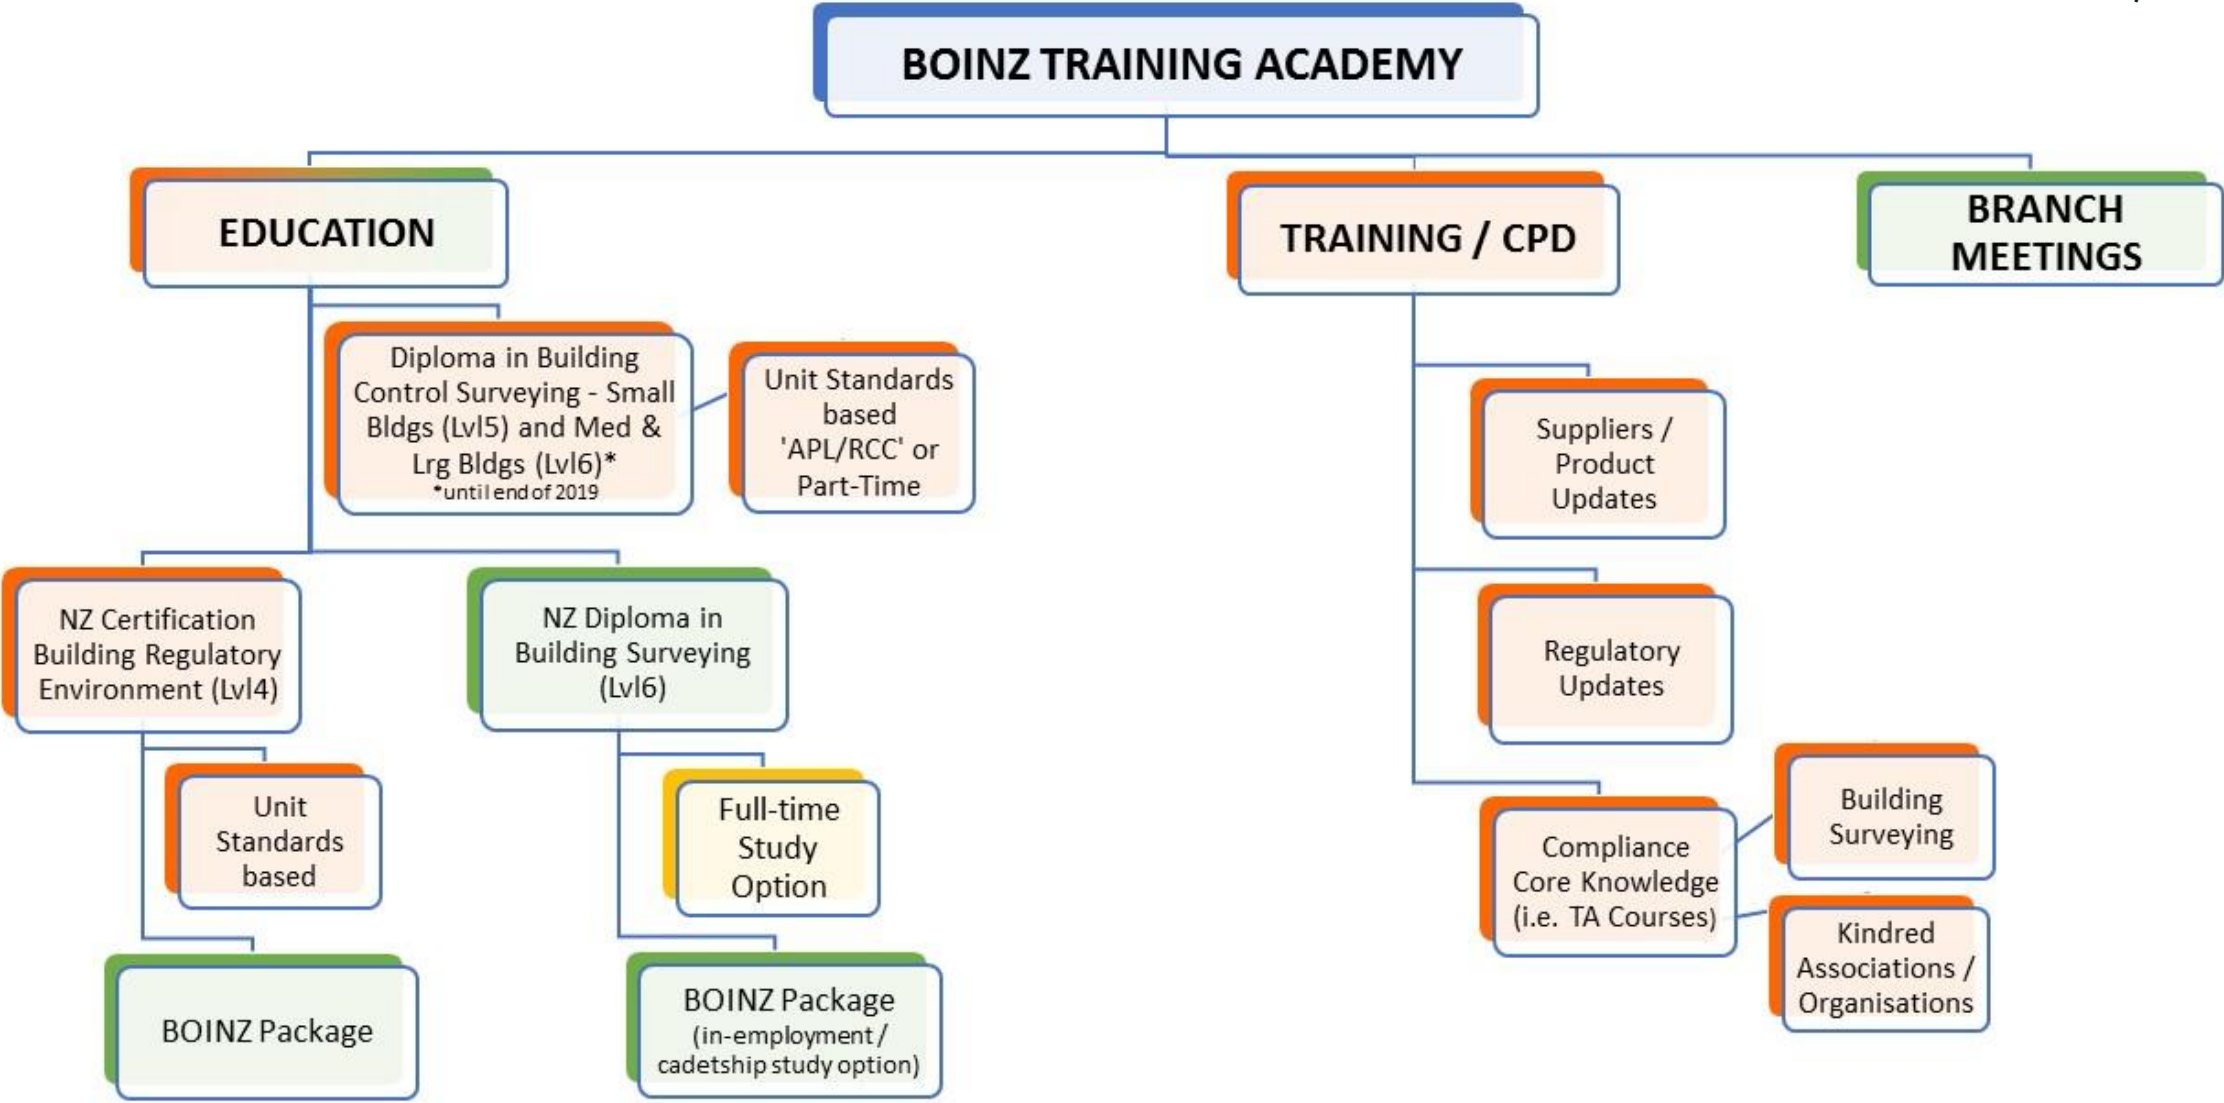 BOINZ TRAINING ACADEMY
EDUCATION
TRAINING / CPD
BRANCH
MEETINGS
Diploma in Building
Control Surveying - Small
Bldgs (Lvl5) and Med &
Lrg Bldgs (Lvl6)*
*until end of 2019
Unit Standards
based
'APL/RCC' or
Part-Time
Suppliers /
Product
Updates
NZ Certification
Building Regulatory
Environment (Lvl4)
NZ Diploma in
Building Surveying
(Lvl6)
Regulatory
Updates
Unit
Standards
based
Full-time
Study
Option
Compliance
Core Knowledge
(i.e. TA Courses)
Building
Surveying
Kindred
Associations /
Organisations
BOINZ Package
BOINZ Package
(in-employment /
cadetship study option)